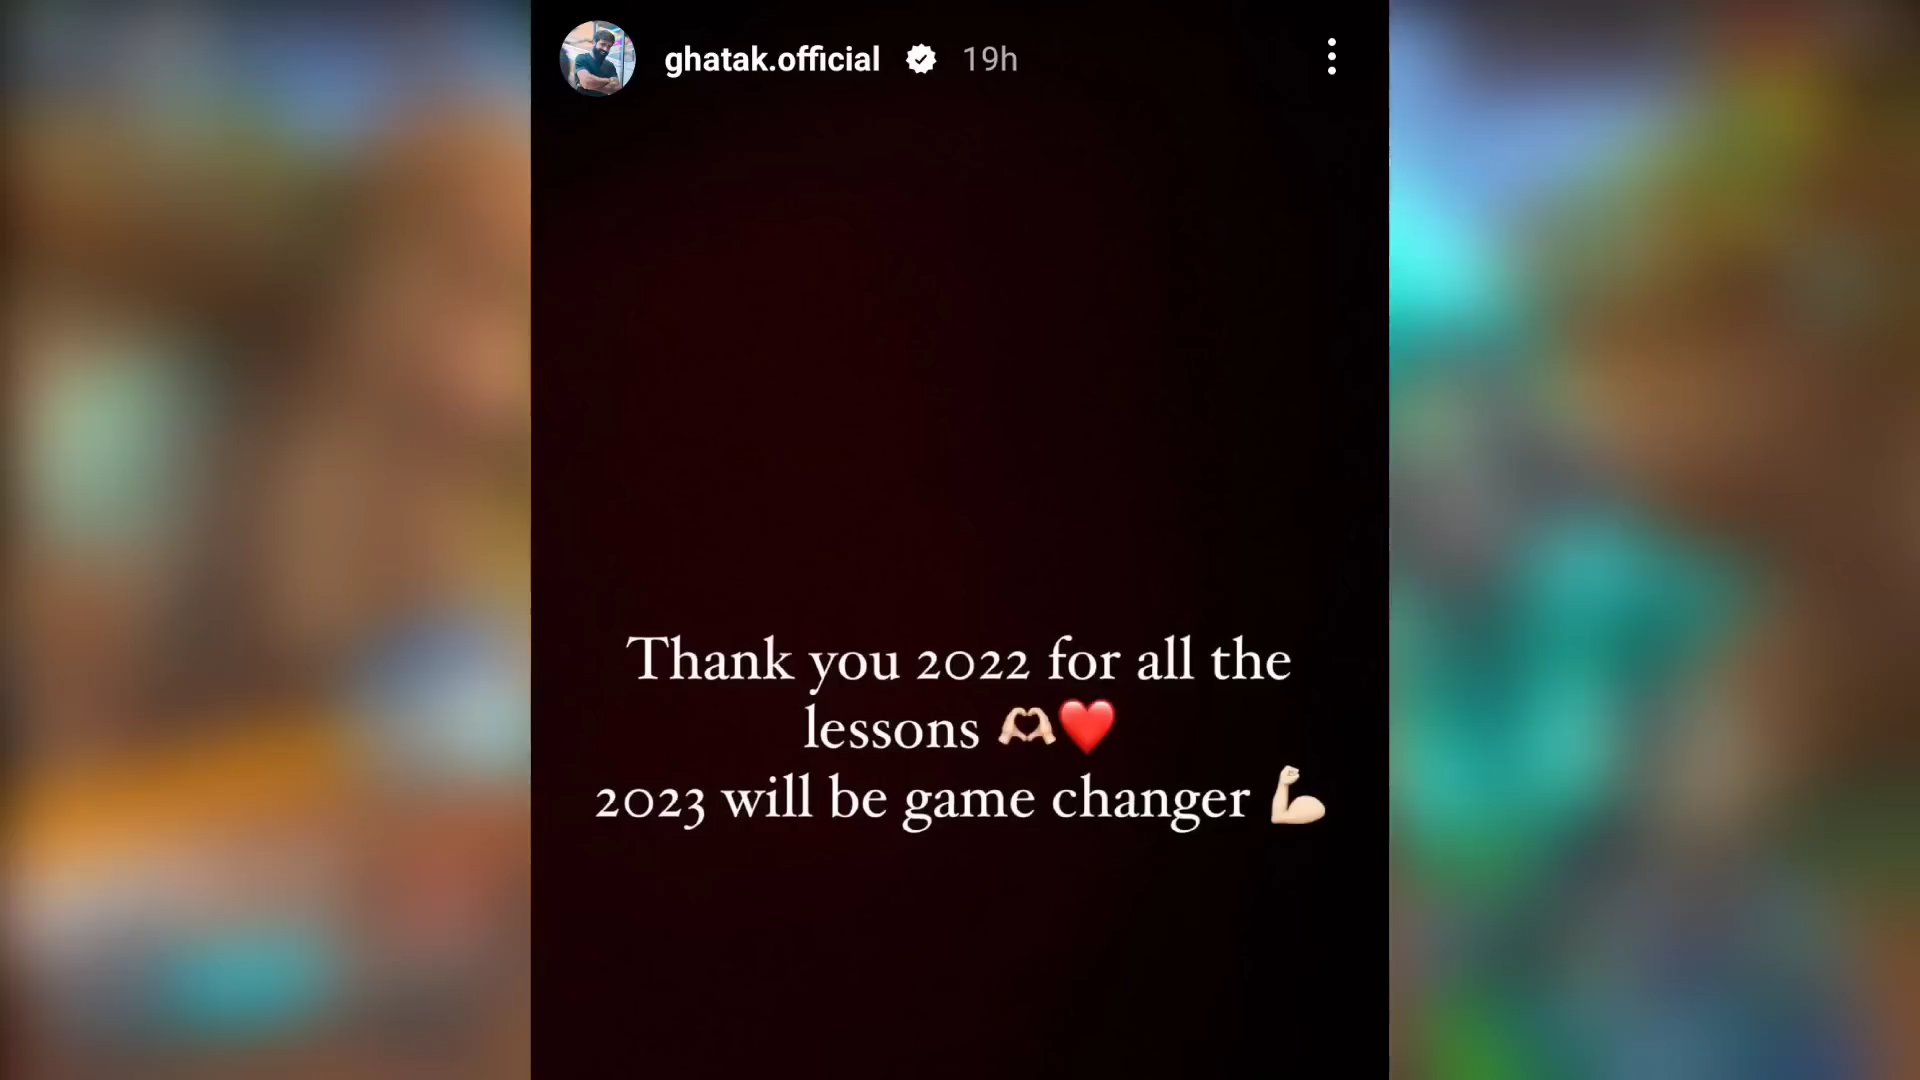 ghatak.official 19h
Thank you 2022 for all the
lessons 🫶🏻❤️
2023 will be game changer 💪🏻